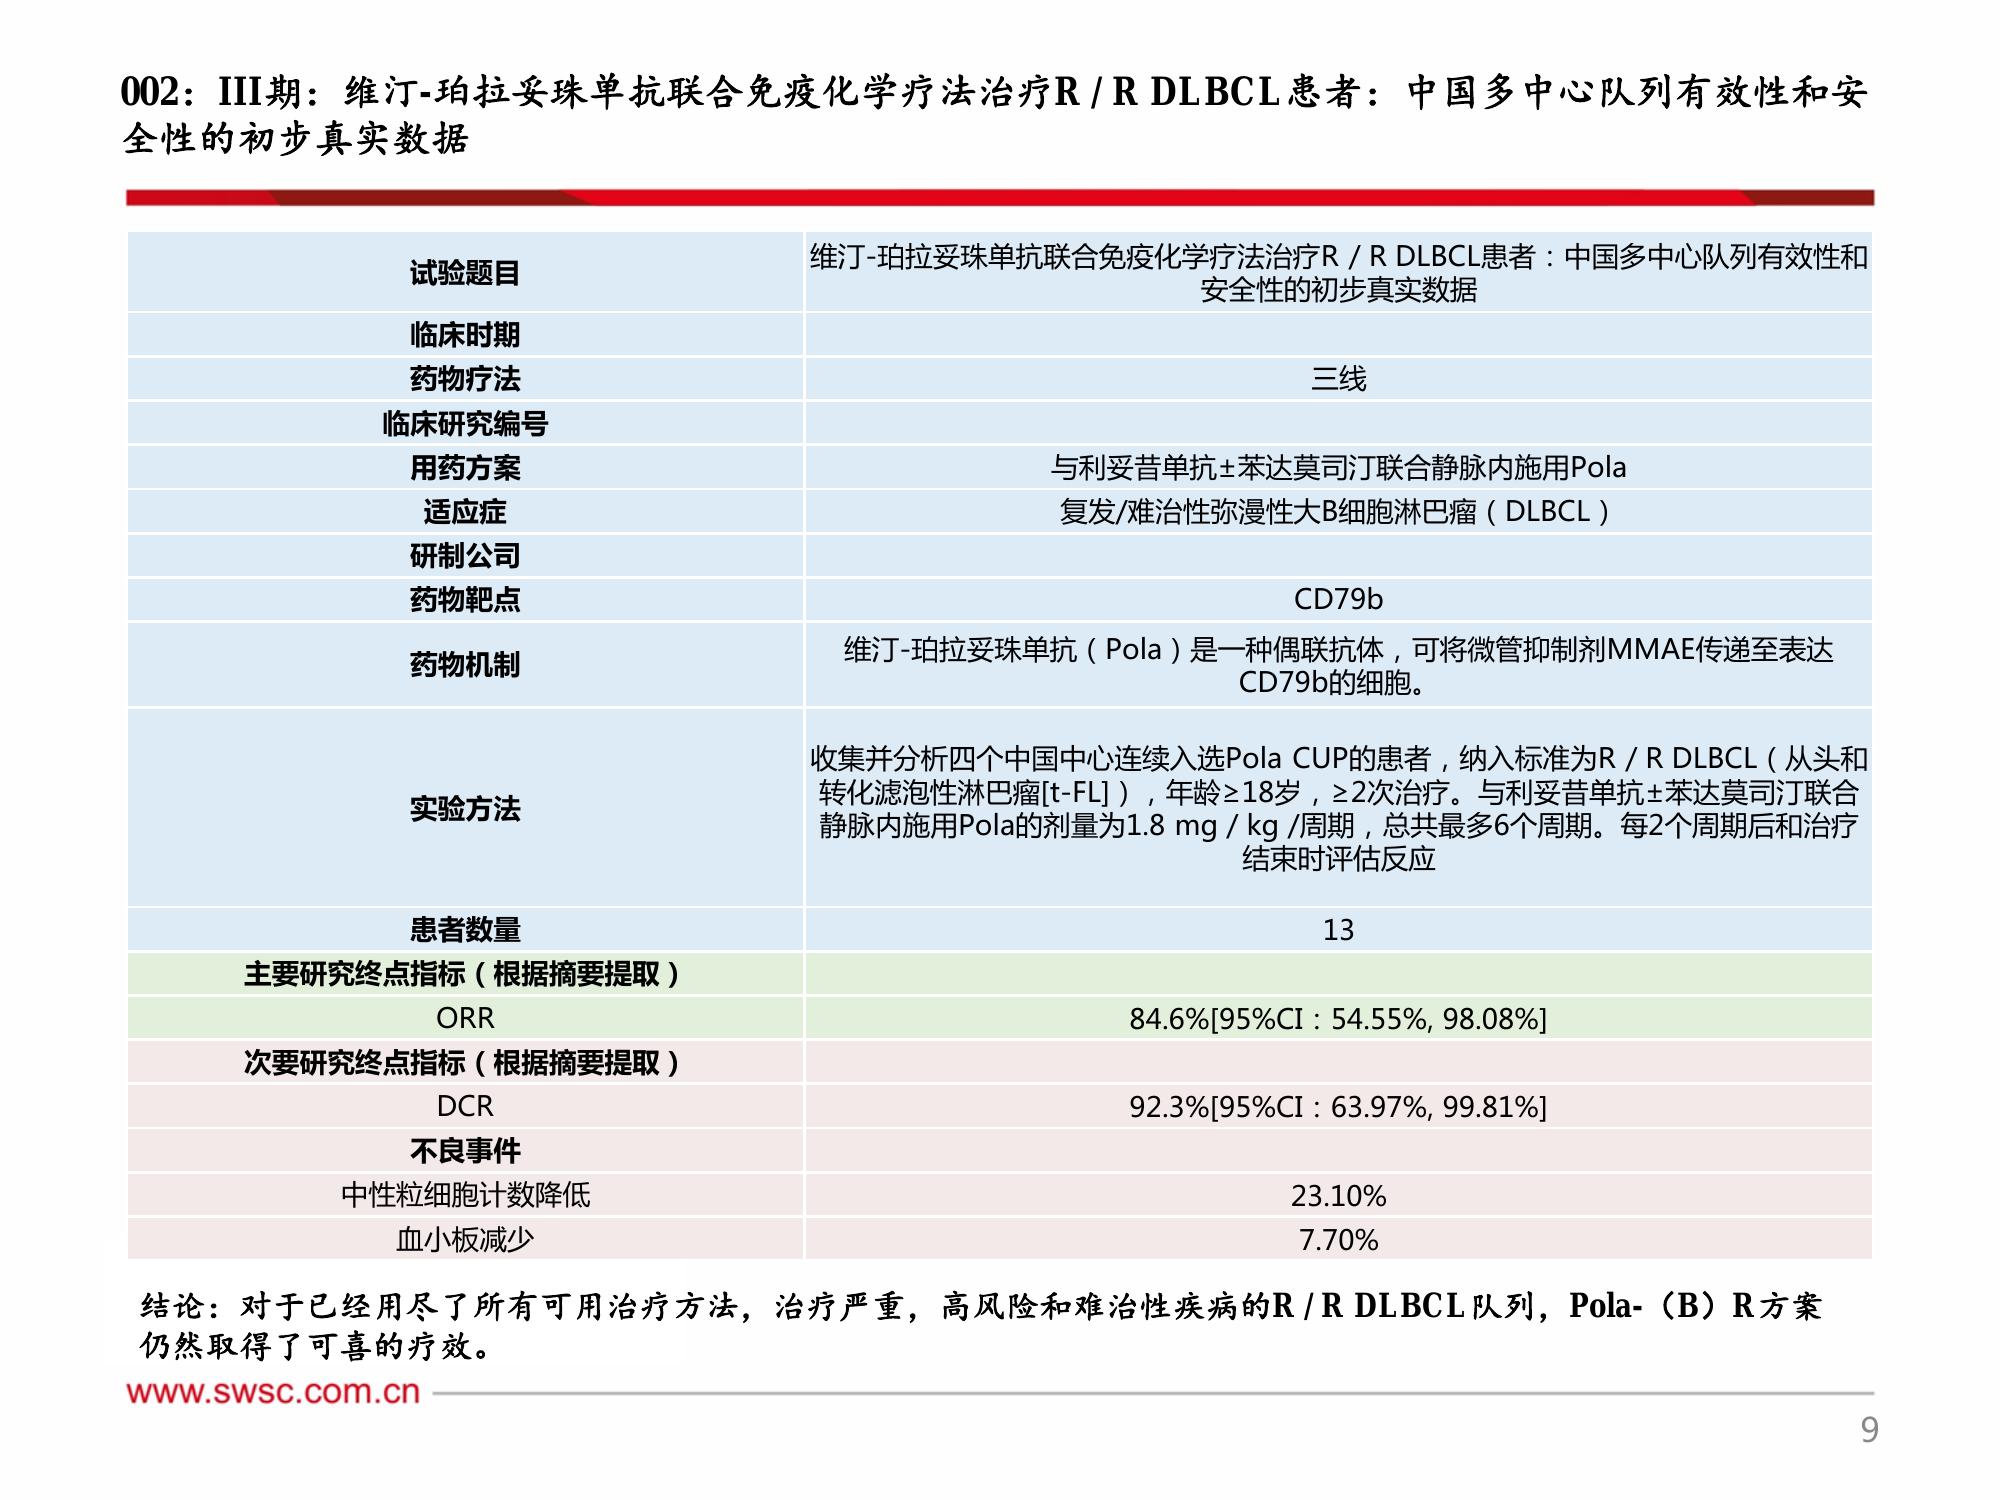 002：III期：维汀-珀拉妥珠单抗联合免疫化学疗法治疗R / R DLBCL患者：中国多中心队列有效性和安
全性的初步真实数据
试验题目
维汀-珀拉妥珠单抗联合免疫化学疗法治疗R / R DLBCL患者：中国多中心队列有效性和
安全性的初步真实数据
临床时期
药物疗法
三线
临床研究编号
用药方案
与利妥昔单抗±苯达莫司汀联合静脉内施用Pola
适应症
复发/难治性弥漫性大B细胞淋巴瘤（DLBCL）
研制公司
药物靶点
CD79b
药物机制
维汀-珀拉妥珠单抗（Pola）是一种偶联抗体，可将微管抑制剂MMAE传递至表达
CD79b的细胞。
实验方法
收集并分析四个中国中心连续入选Pola CUP的患者，纳入标准为R / R DLBCL（从头和
转化滤泡性淋巴瘤[t-FL]），年龄≥18岁，≥2次治疗。与利妥昔单抗±苯达莫司汀联合
静脉内施用Pola的剂量为1.8 mg / kg /周期，总共最多6个周期。每2个周期后和治疗
结束时评估反应
患者数量
13
主要研究终点指标（根据摘要提取）
ORR
84.6%[95%CI：54.55%, 98.08%]
次要研究终点指标（根据摘要提取）
DCR
92.3%[95%CI：63.97%, 99.81%]
不良事件
中性粒细胞计数降低
23.10%
血小板减少
7.70%
结论：对于已经用尽了所有可用治疗方法，治疗严重，高风险和难治性疾病的R / R DLBCL队列，Pola-（B）R方案
仍然取得了可喜的疗效。
www.swsc.com.cn
9